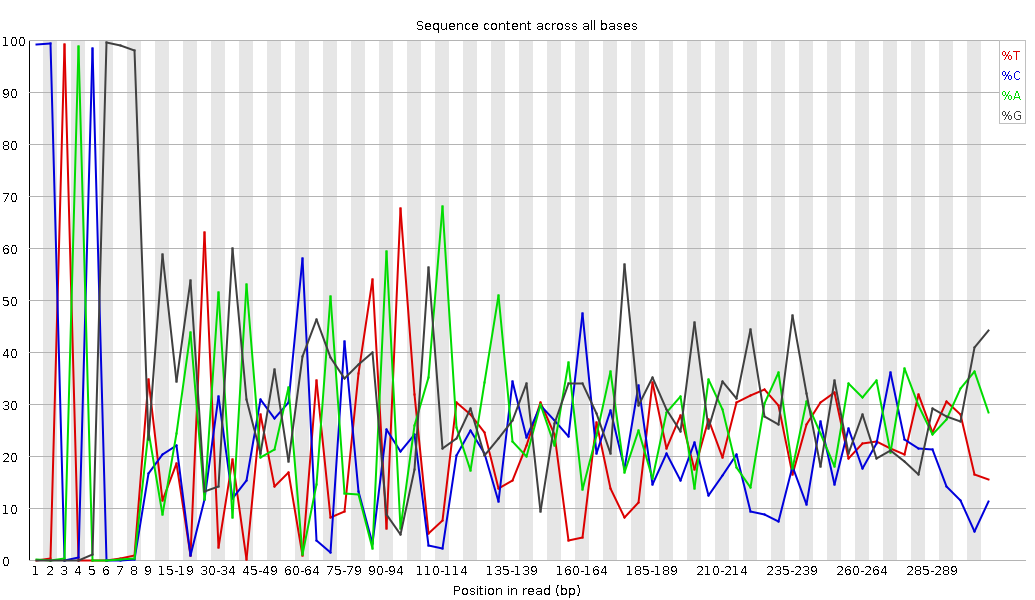 Sequence content across all bases
%T
%C
%A
%G
100
90
80
70
60
50
40
30
20
10
0
1 2 3 4 5 6 7 8 9 15-19 30-34 45-49 60-64 75-79 90-94 110-114 135-139 160-164 185-189 210-214 235-239 260-264 285-289
Position in read (bp)